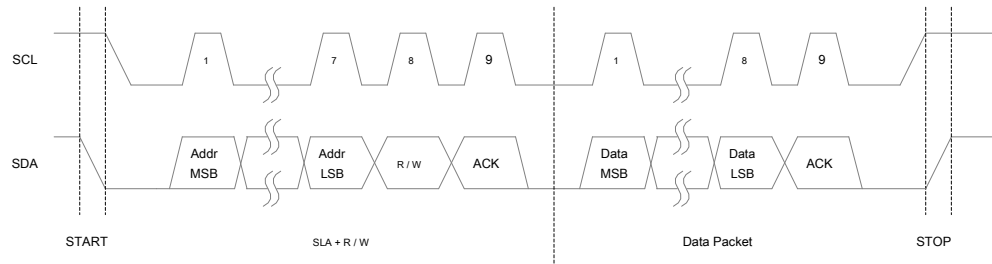 SCL
1
7
8
9
1
8
9
SDA
Addr
MSB
Addr
LSB
R / W
ACK
Data
MSB
Data
LSB
ACK
START
SLA + R / W
Data Packet
STOP